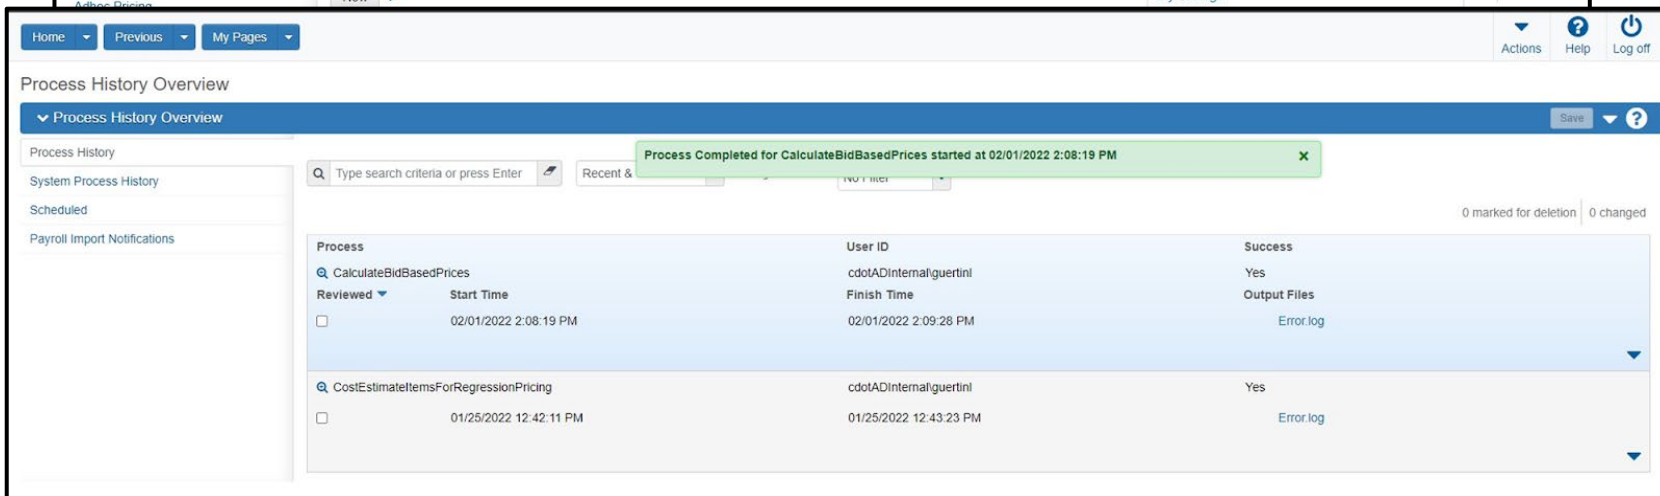 Adhoc Pricing
Home Previous My Pages
Actions Help Log off
Process History Overview
Process History Overview Save
Process History
System Process History
Scheduled
Payroll Import Notifications
Process Completed for CalculateBidBasedPrices started at 02/01/2022 2:08:19 PM x
Type search criteria or press Enter Recent & No Filter
0 marked for deletion 0 changed
Process User ID Success
CalculateBidBasedPrices cdotADInternal\guertinl Yes
Reviewed Start Time Finish Time Output Files
02/01/2022 2:08:19 PM 02/01/2022 2:09:28 PM Error.log
CostEstimateItemsForRegressionPricing cdotADInternal\guertinl Yes
01/25/2022 12:42:11 PM 01/25/2022 12:43:23 PM Error.log